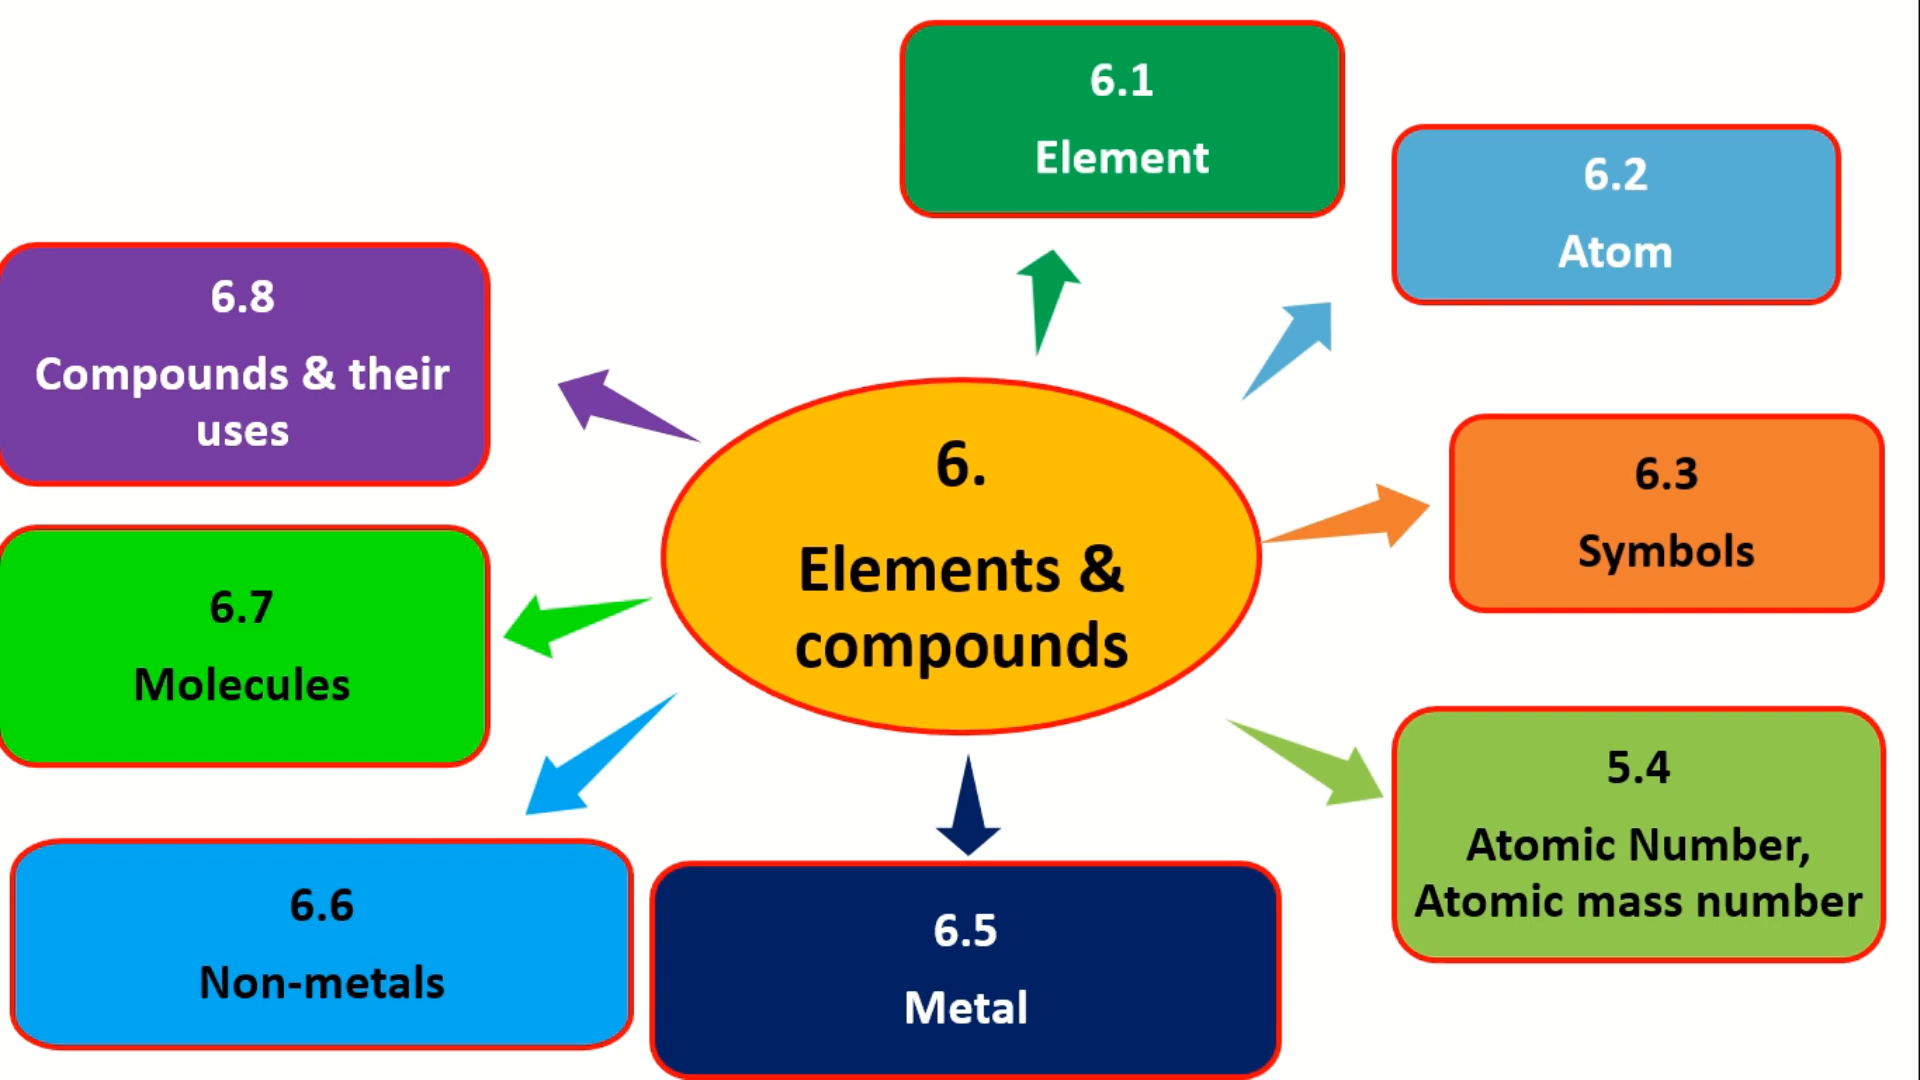 6.
Elements &
compounds
6.1
Element
6.2
Atom
6.3
Symbols
5.4
Atomic Number,
Atomic mass number
6.5
Metal
6.6
Non-metals
6.7
Molecules
6.8
Compounds & their
uses